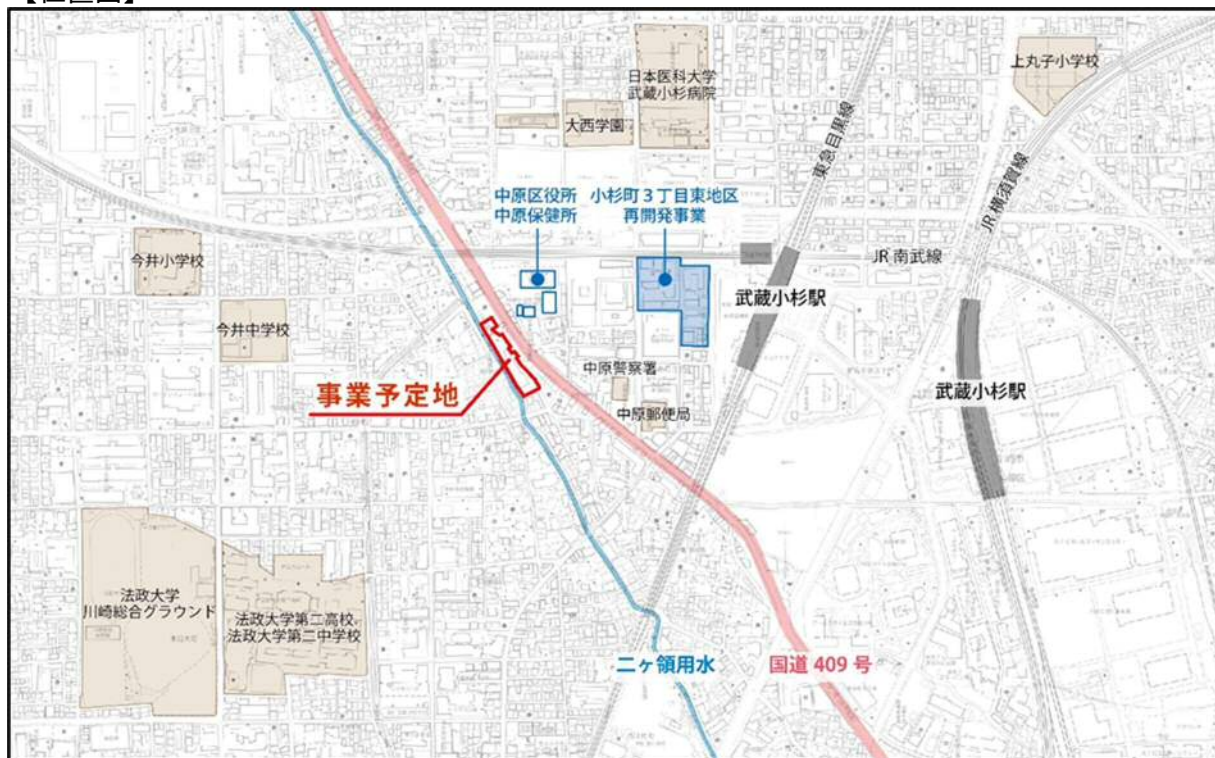 【位置図】
日本医科大学
武蔵小杉病院
上丸子小学校
大西学園
東急目黒線
JR 横須賀線
中原区役所
中原保健所
小杉町３丁目東地区
再開発事業
今井小学校
JR 南武線
武蔵小杉駅
今井中学校
中原警察署
事業予定地
武蔵小杉駅
中原郵便局
法政大学
川崎総合グラウンド
法政大学第二高校
法政大学第二中学校
二ヶ領用水
国道 409 号